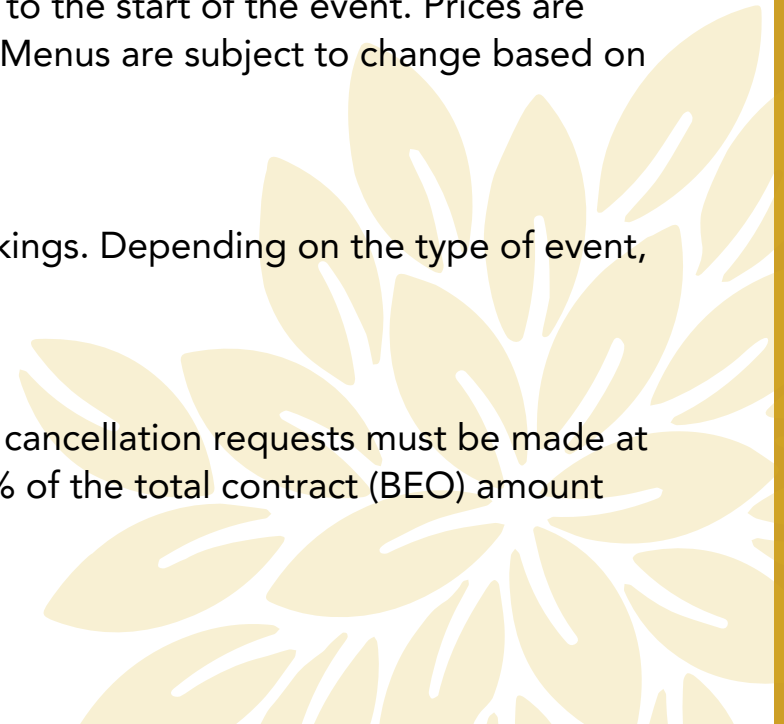 to the start of the event. Prices are
Menus are subject to change based on
kings. Depending on the type of event,
cancellation requests must be made at
% of the total contract (BEO) amount